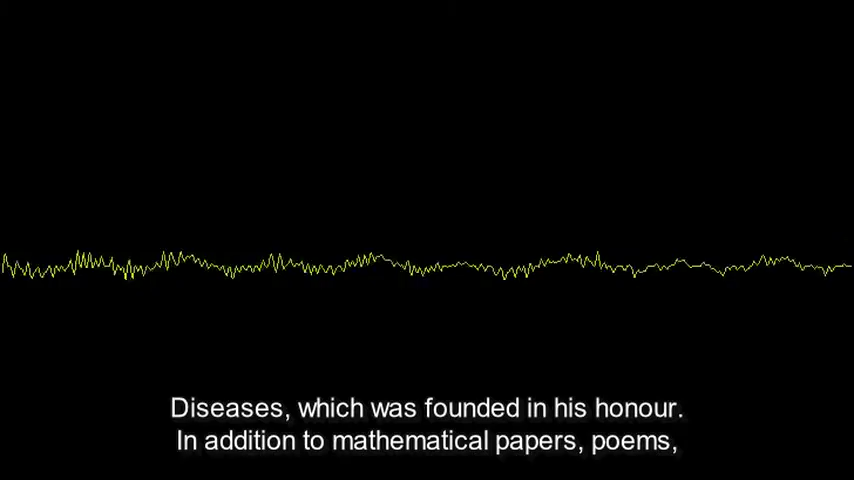 Diseases, which was founded in his honour.
In addition to mathematical papers, poems,